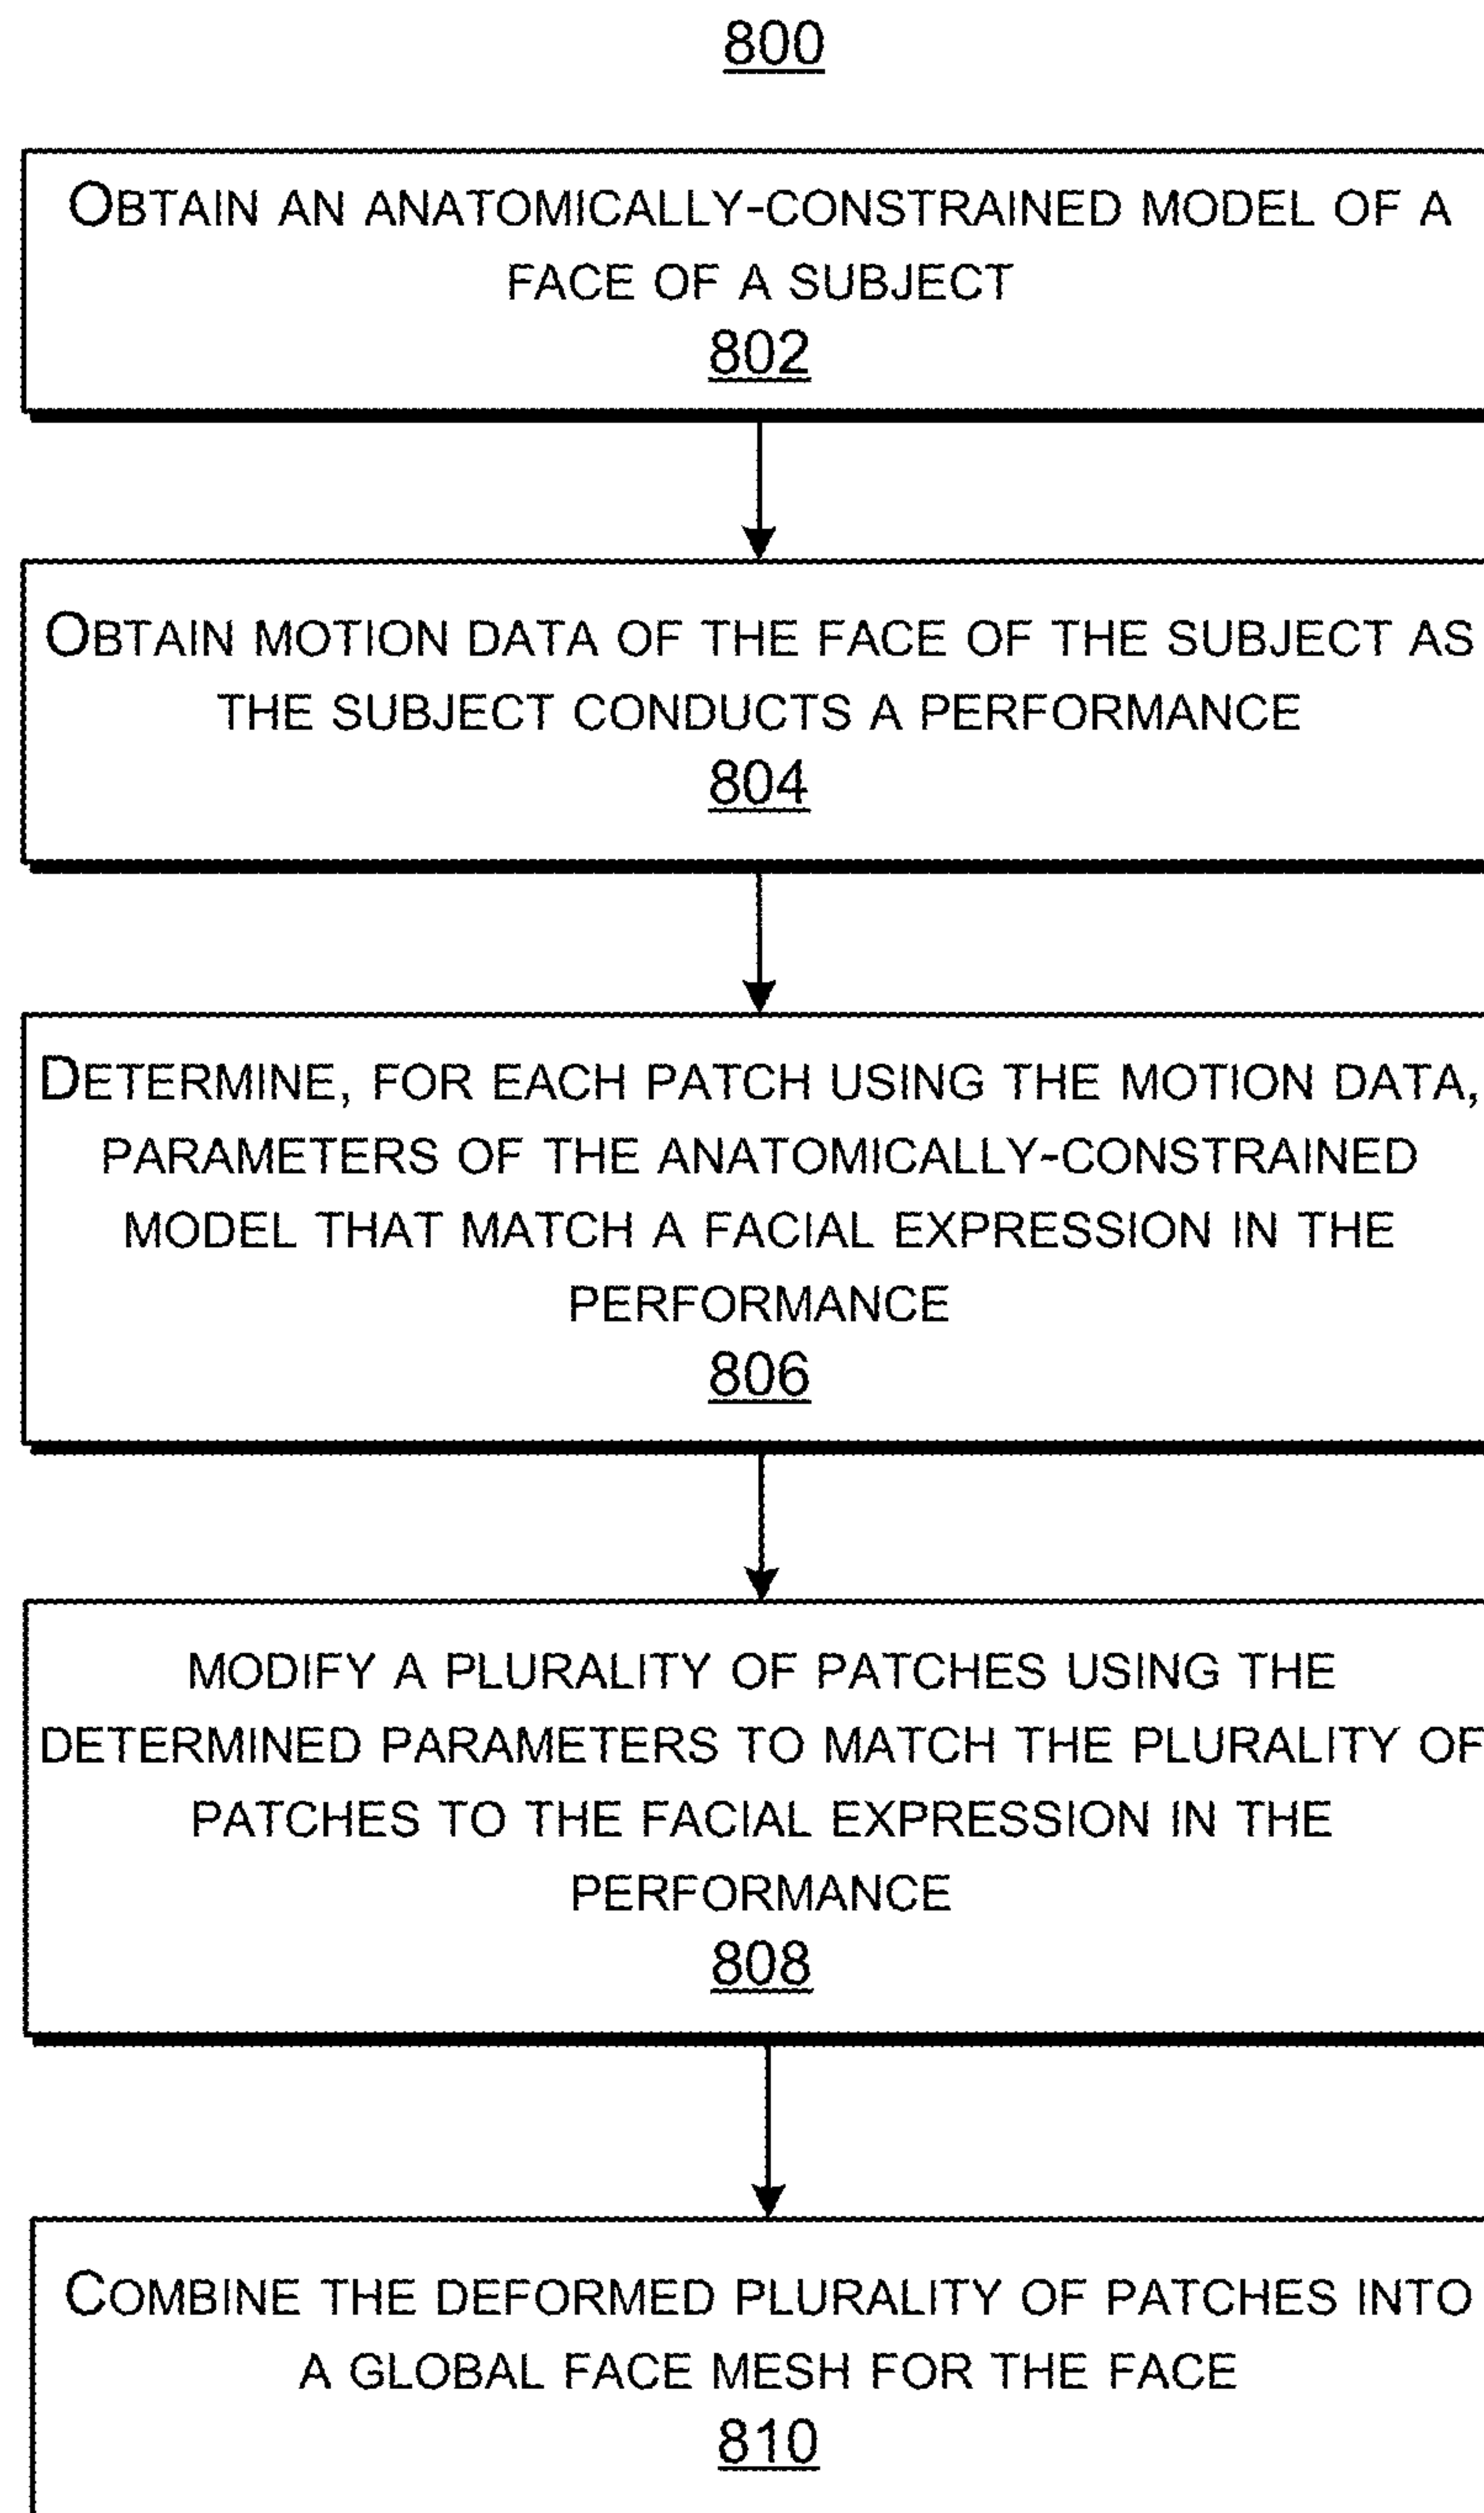 800
OBTAIN AN ANATOMICALLY-CONSTRAINED MODEL OF A
FACE OF A SUBJECT
802
OBTAIN MOTION DATA OF THE FACE OF THE SUBJECT AS
THE SUBJECT CONDUCTS A PERFORMANCE
804
DETERMINE, FOR EACH PATCH USING THE MOTION DATA,
PARAMETERS OF THE ANATOMICALLY-CONSTRAINED
MODEL THAT MATCH A FACIAL EXPRESSION IN THE
PERFORMANCE
806
MODIFY A PLURALITY OF PATCHES USING THE
DETERMINED PARAMETERS TO MATCH THE PLURALITY OF
PATCHES TO THE FACIAL EXPRESSION IN THE
PERFORMANCE
808
COMBINE THE DEFORMED PLURALITY OF PATCHES INTO
A GLOBAL FACE MESH FOR THE FACE
810